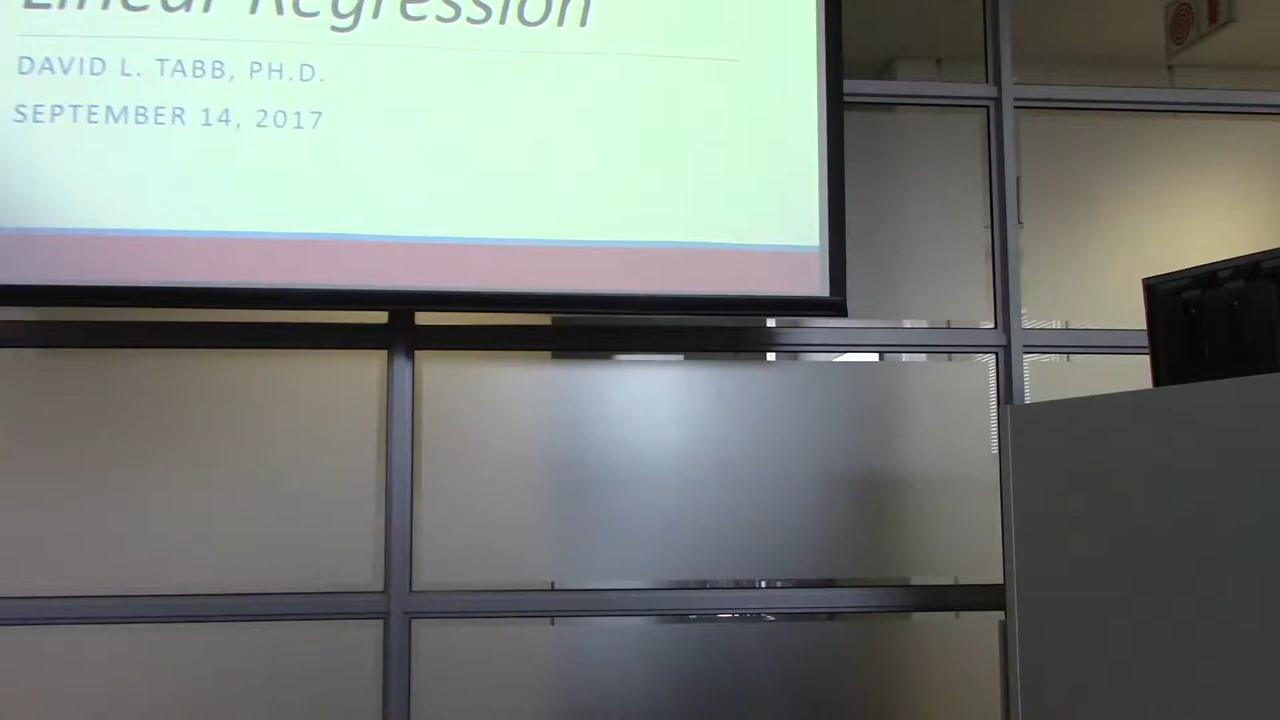 Linear Regression
DAVID L. TABB, PH.D.
SEPTEMBER 14, 2017